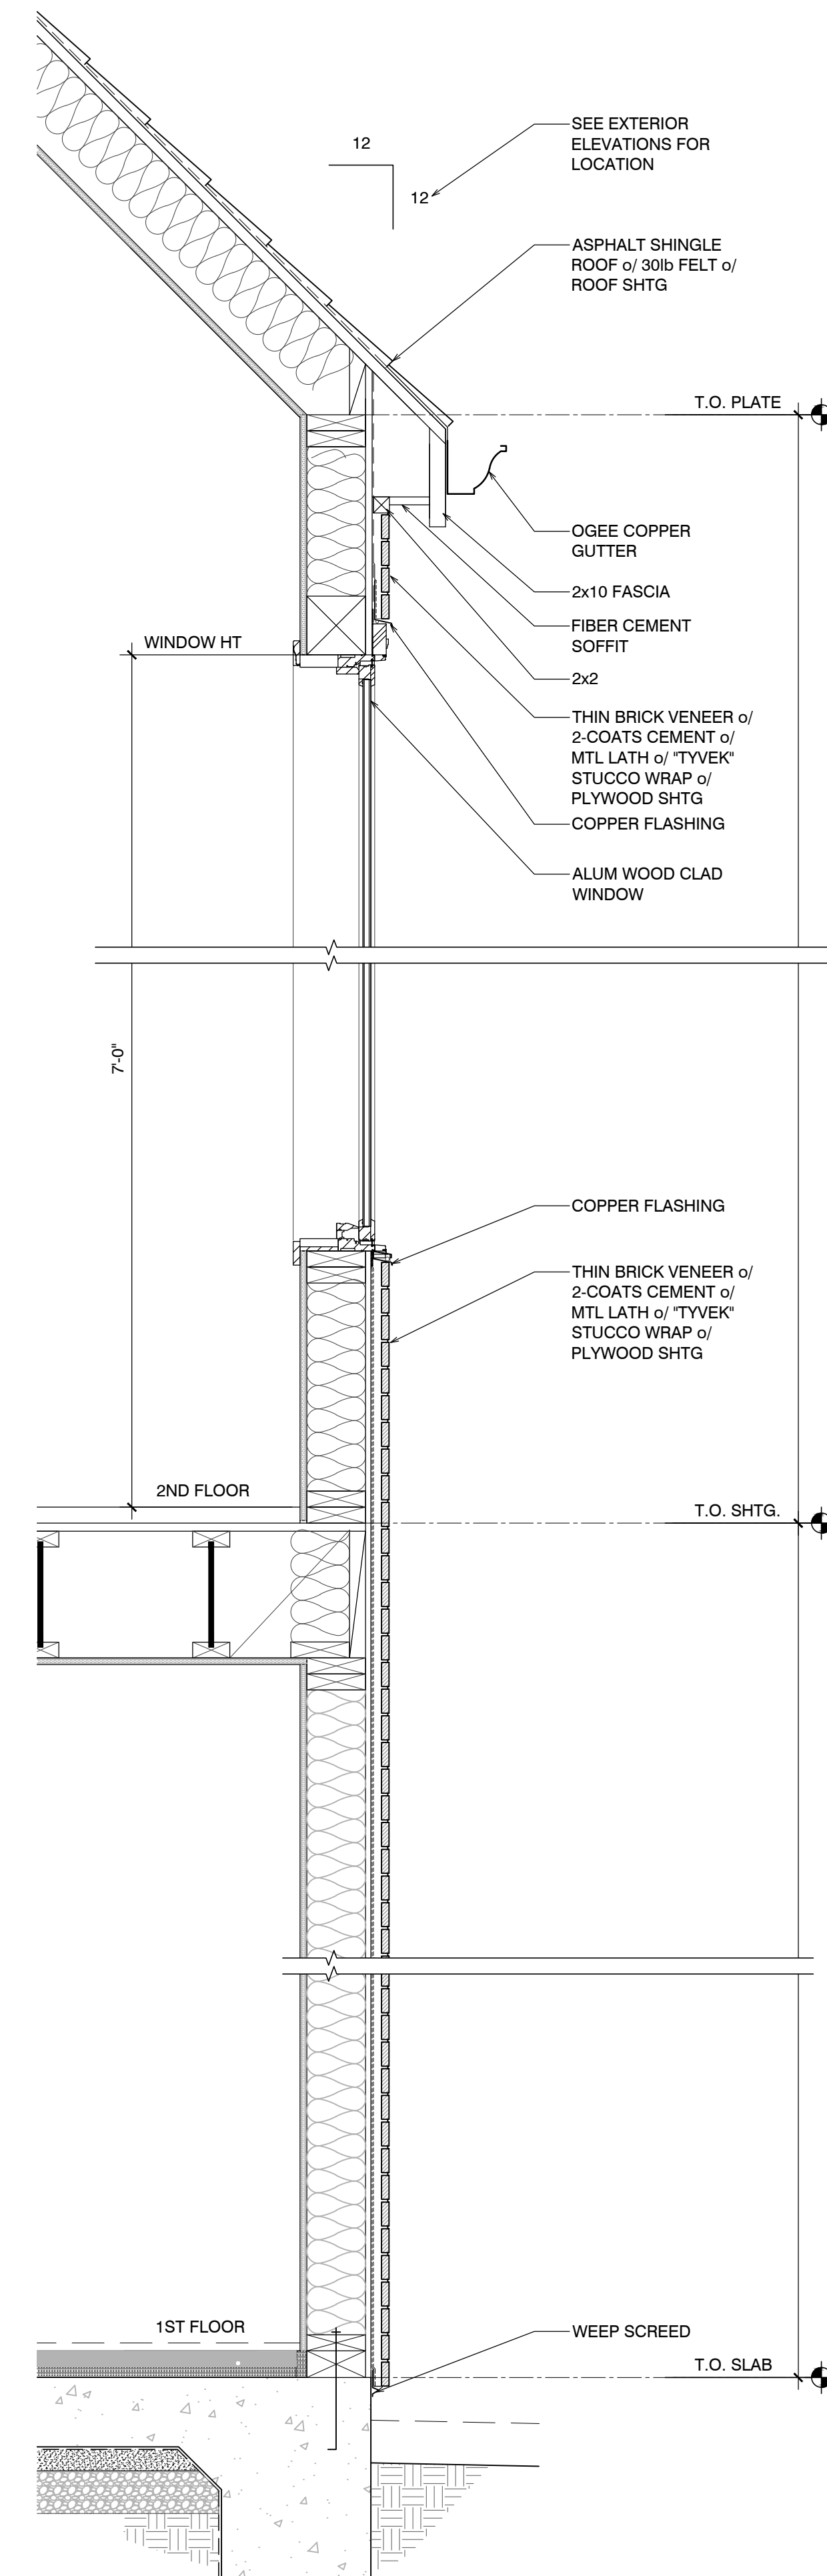 12
12
SEE EXTERIOR
ELEVATIONS FOR
LOCATION
ASPHALT SHINGLE
ROOF o/ 30lb FELT o/
ROOF SHTG
T.O. PLATE
OGEE COPPER
GUTTER
2x10 FASCIA
FIBER CEMENT
SOFFIT
WINDOW HT
2x2
THIN BRICK VENEER o/
2-COATS CEMENT o/
MTL LATH o/ "TYVEK"
STUCCO WRAP o/
PLYWOOD SHTG
COPPER FLASHING
ALUM WOOD CLAD
WINDOW
7'-0"
COPPER FLASHING
THIN BRICK VENEER o/
2-COATS CEMENT o/
MTL LATH o/ "TYVEK"
STUCCO WRAP o/
PLYWOOD SHTG
2ND FLOOR
T.O. SHTG.
1ST FLOOR
WEEP SCREED
T.O. SLAB